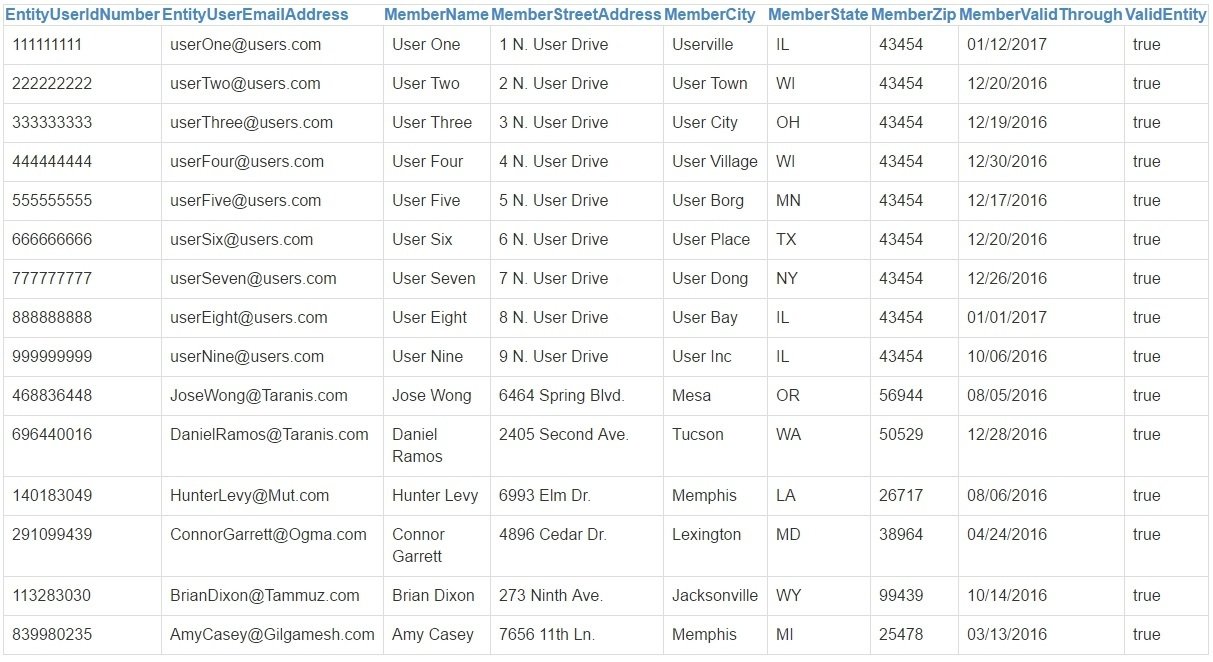 EntityUserIdNumber EntityUserEmailAddress MemberName MemberStreetAddress MemberCity MemberState MemberZip MemberValidThrough ValidEntity
111111111 userOne@users.com User One 1 N. User Drive Userville IL 43454 01/12/2017 true
222222222 userTwo@users.com User Two 2 N. User Drive User Town WI 43454 12/20/2016 true
333333333 userThree@users.com User Three 3 N. User Drive User City OH 43454 12/19/2016 true
444444444 userFour@users.com User Four 4 N. User Drive User Village WI 43454 12/30/2016 true
555555555 userFive@users.com User Five 5 N. User Drive User Borg MN 43454 12/17/2016 true
666666666 userSix@users.com User Six 6 N. User Drive User Place TX 43454 12/20/2016 true
777777777 userSeven@users.com User Seven 7 N. User Drive User Dong NY 43454 12/26/2016 true
888888888 userEight@users.com User Eight 8 N. User Drive User Bay IL 43454 01/01/2017 true
999999999 userNine@users.com User Nine 9 N. User Drive User Inc IL 43454 10/06/2016 true
468836448 JoseWong@Taranis.com Jose Wong 6464 Spring Blvd. Mesa OR 56944 08/05/2016 true
696440016 DanielRamos@Taranis.com Daniel 2405 Second Ave. Tucson WA 50529 12/28/2016 true
Ramos
140183049 HunterLevy@Mut.com Hunter Levy 6993 Elm Dr. Memphis LA 26717 08/06/2016 true
291099439 ConnorGarrett@Ogma.com Connor 4896 Cedar Dr. Lexington MD 38964 04/24/2016 true
Garrett
113283030 BrianDixon@Tammuz.com Brian Dixon 273 Ninth Ave. Jacksonville WY 99439 10/14/2016 true
839980235 AmyCasey@Gilgamesh.com Amy Casey 7656 11th Ln. Memphis MI 25478 03/13/2016 true